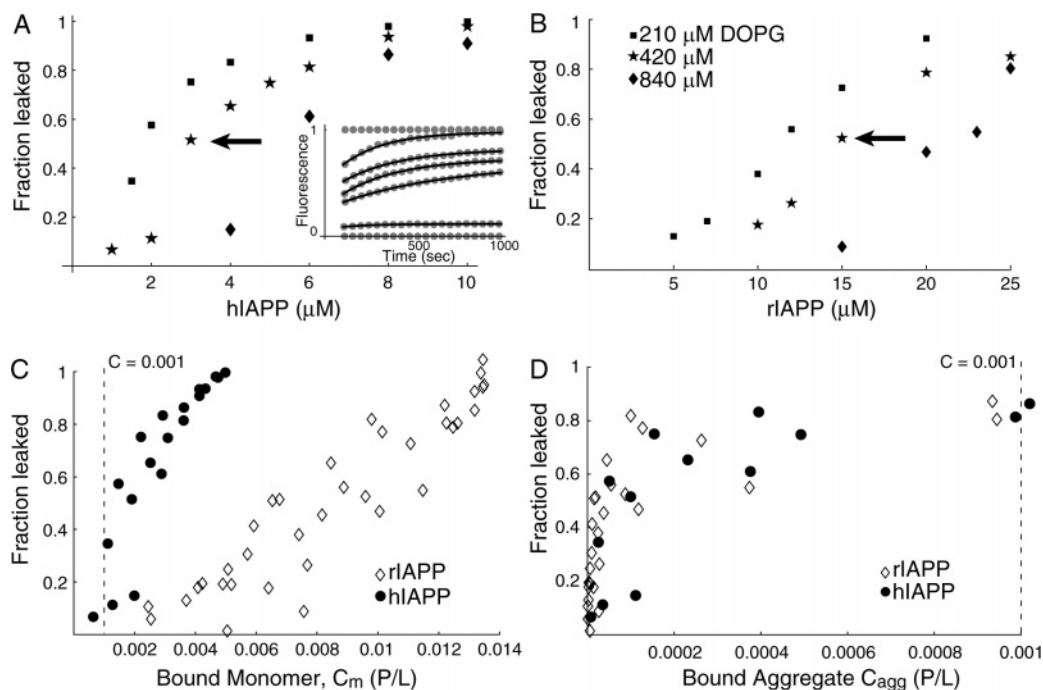 A
1
0.8
0.6
0.4
0.2
Fraction leaked
2
4
6
8
10
hIAPP (μM)
1
0
Fluorescence
500
1000
Time (sec)
B
210 μM DOPG
420 μM
840 μM
1
0.8
0.6
0.4
0.2
Fraction leaked
5
10
15
20
25
rIAPP (μM)
C
C = 0.001
1
0.8
0.6
0.4
0.2
Fraction leaked
rIAPP
hIAPP
0.002
0.004
0.006
0.008
0.01
0.012
0.014
Bound Monomer, Cm (P/L)
D
C = 0.001
1
0.8
0.6
0.4
0.2
Fraction leaked
rIAPP
hIAPP
0.0002
0.0004
0.0006
0.0008
0.001
Bound Aggregate Cagg (P/L)